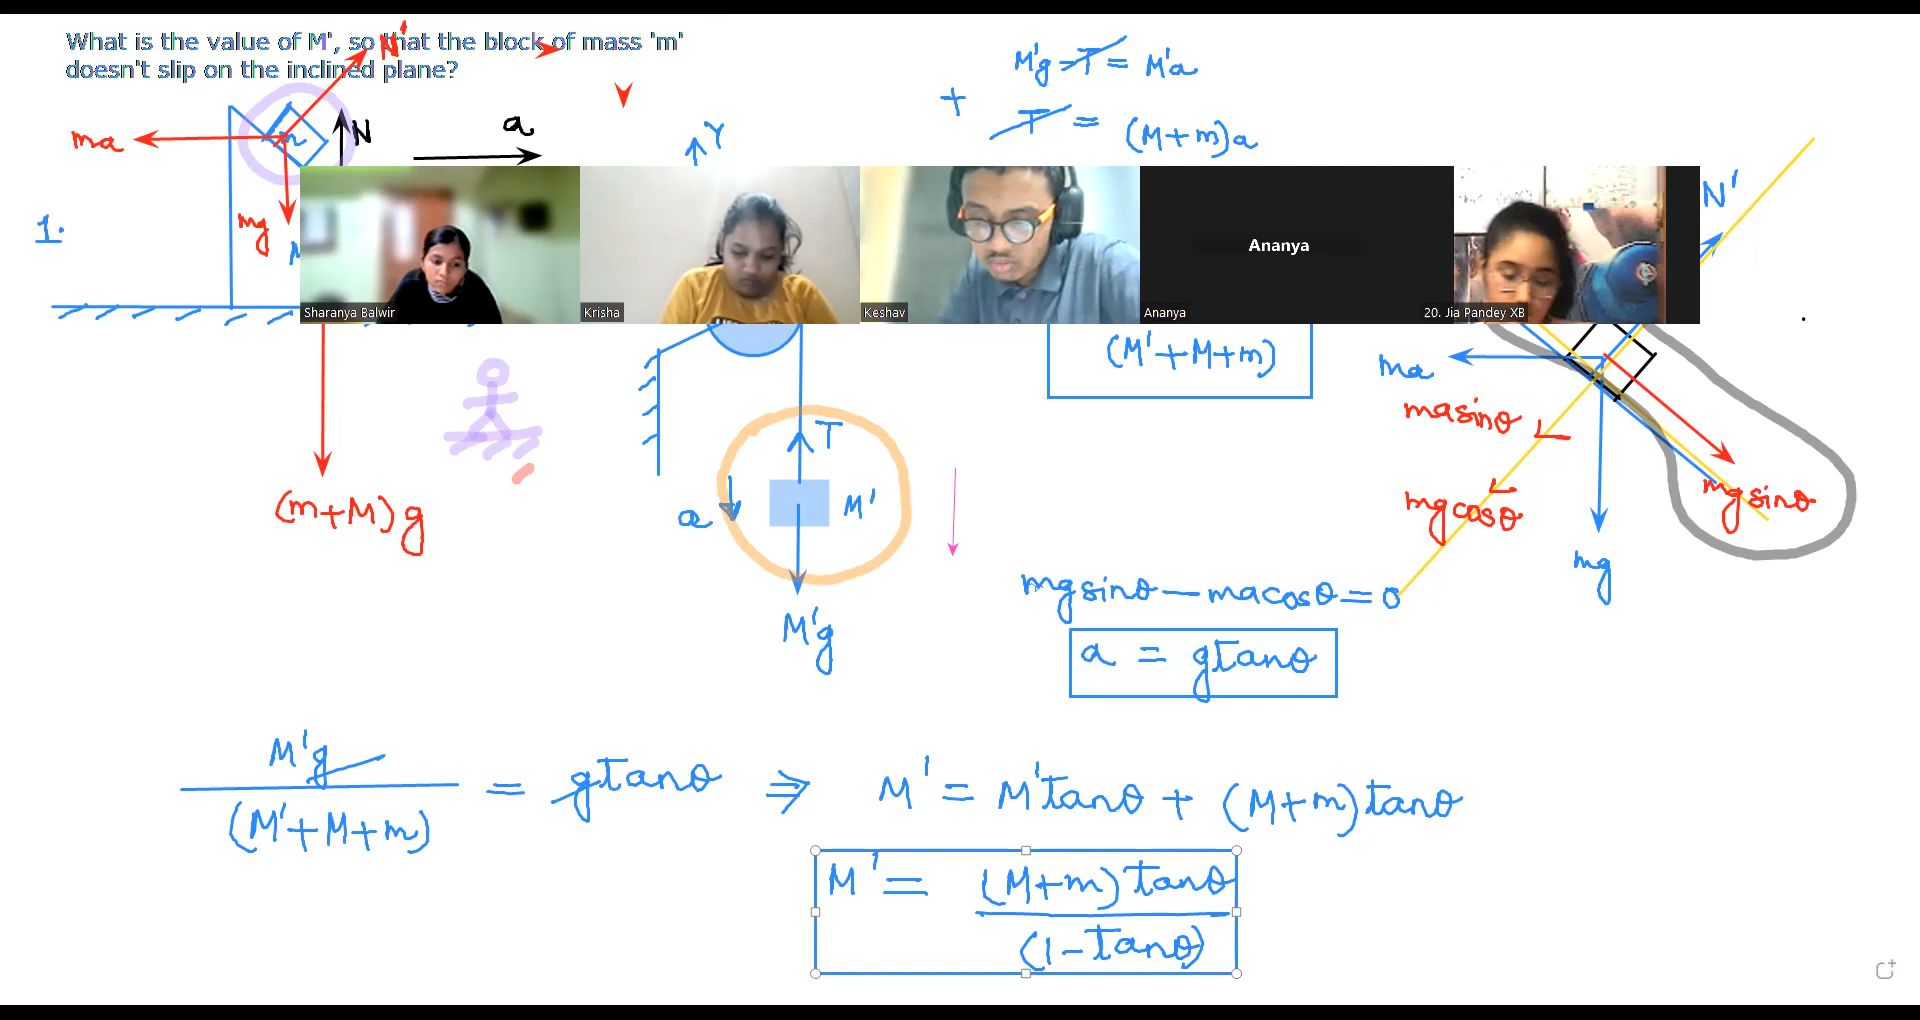 What is the value of M', so that the block of mass 'm'
doesn't slip on the inclined plane?
N'
ma
m
N
a
mg
1.
(m+M)g
Y
M'g - T = M'a
+
T = (M+m)a
Sharanya Balwir
Krisha
Keshav
Ananya
Ananya
20. Jia Pandey XB
(M'+M+m)
T
a
M'
M'g
N'
ma
masinθ
mgcosθ
mgsinθ
mg
mgsinθ - macosθ = 0
a = gtanθ
M'g
(M'+M+m)
= gtanθ ⇒ M' = M'tanθ + (M+m)tanθ
M' = (M+m)tanθ
(1-tanθ)